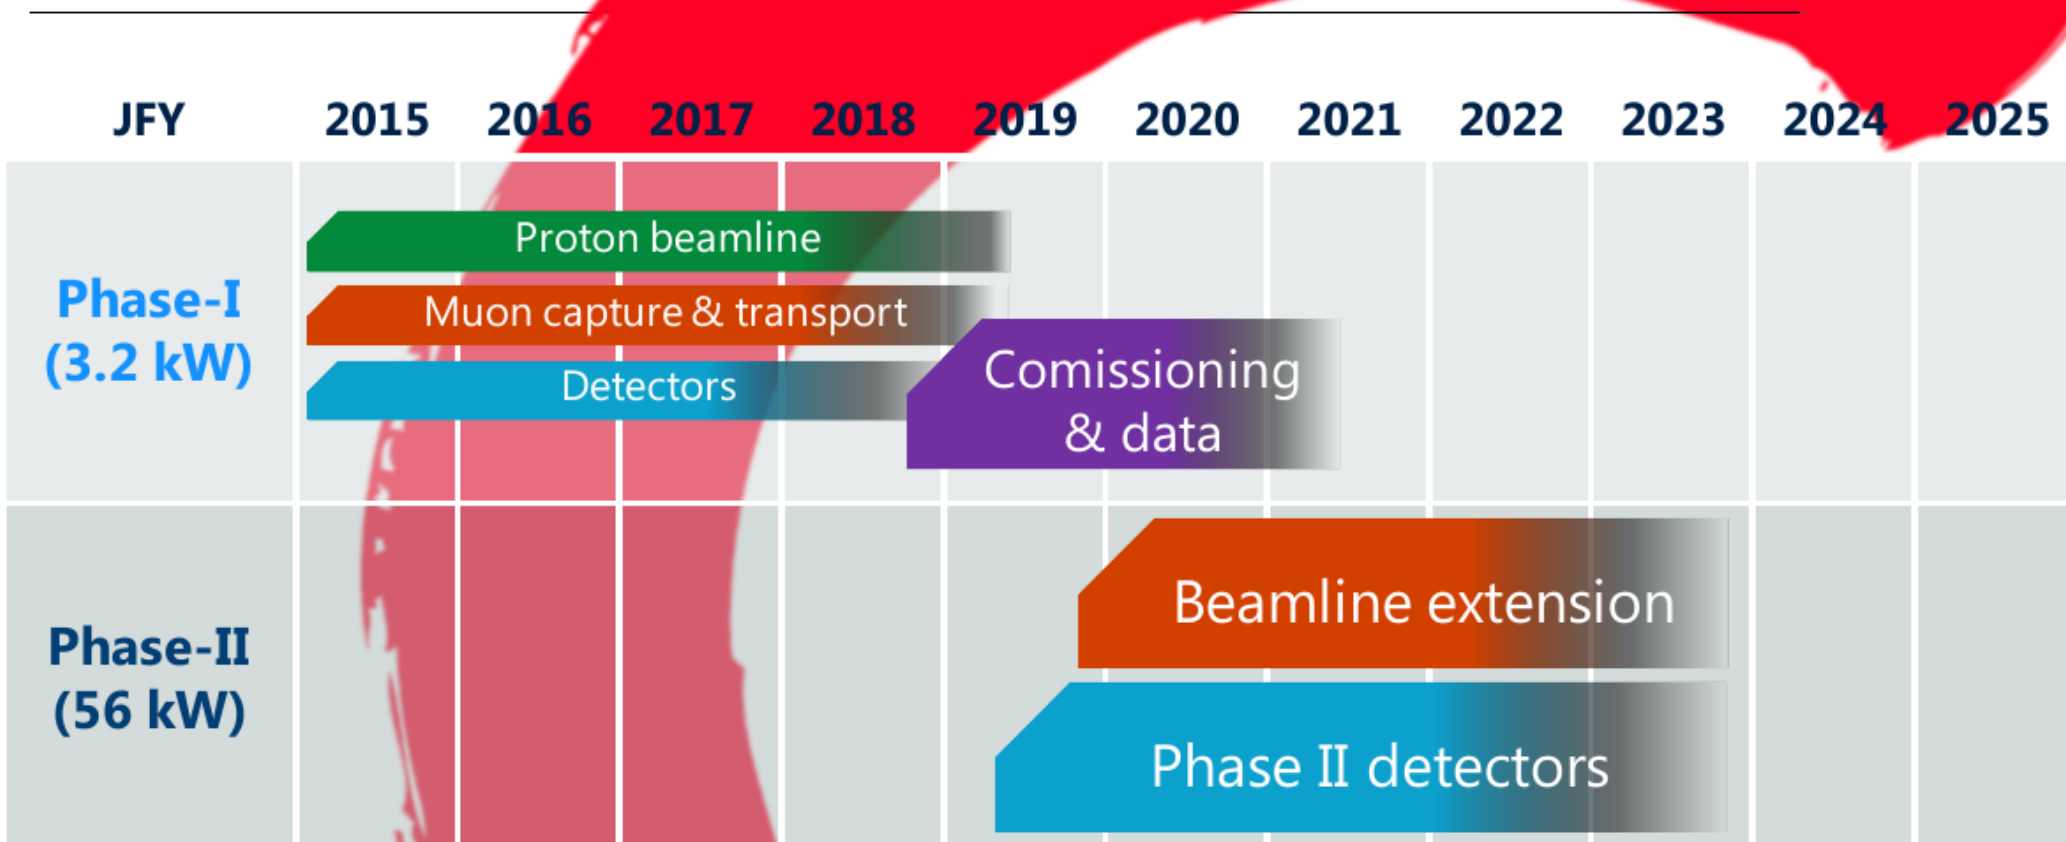 JFY 2015 2016 2017 2018 2019 2020 2021 2022 2023 2024 2025
Phase-I
(3.2 kW)
Proton beamline
Muon capture & transport
Detectors
Comissioning
& data
Phase-II
(56 kW)
Beamline extension
Phase II detectors